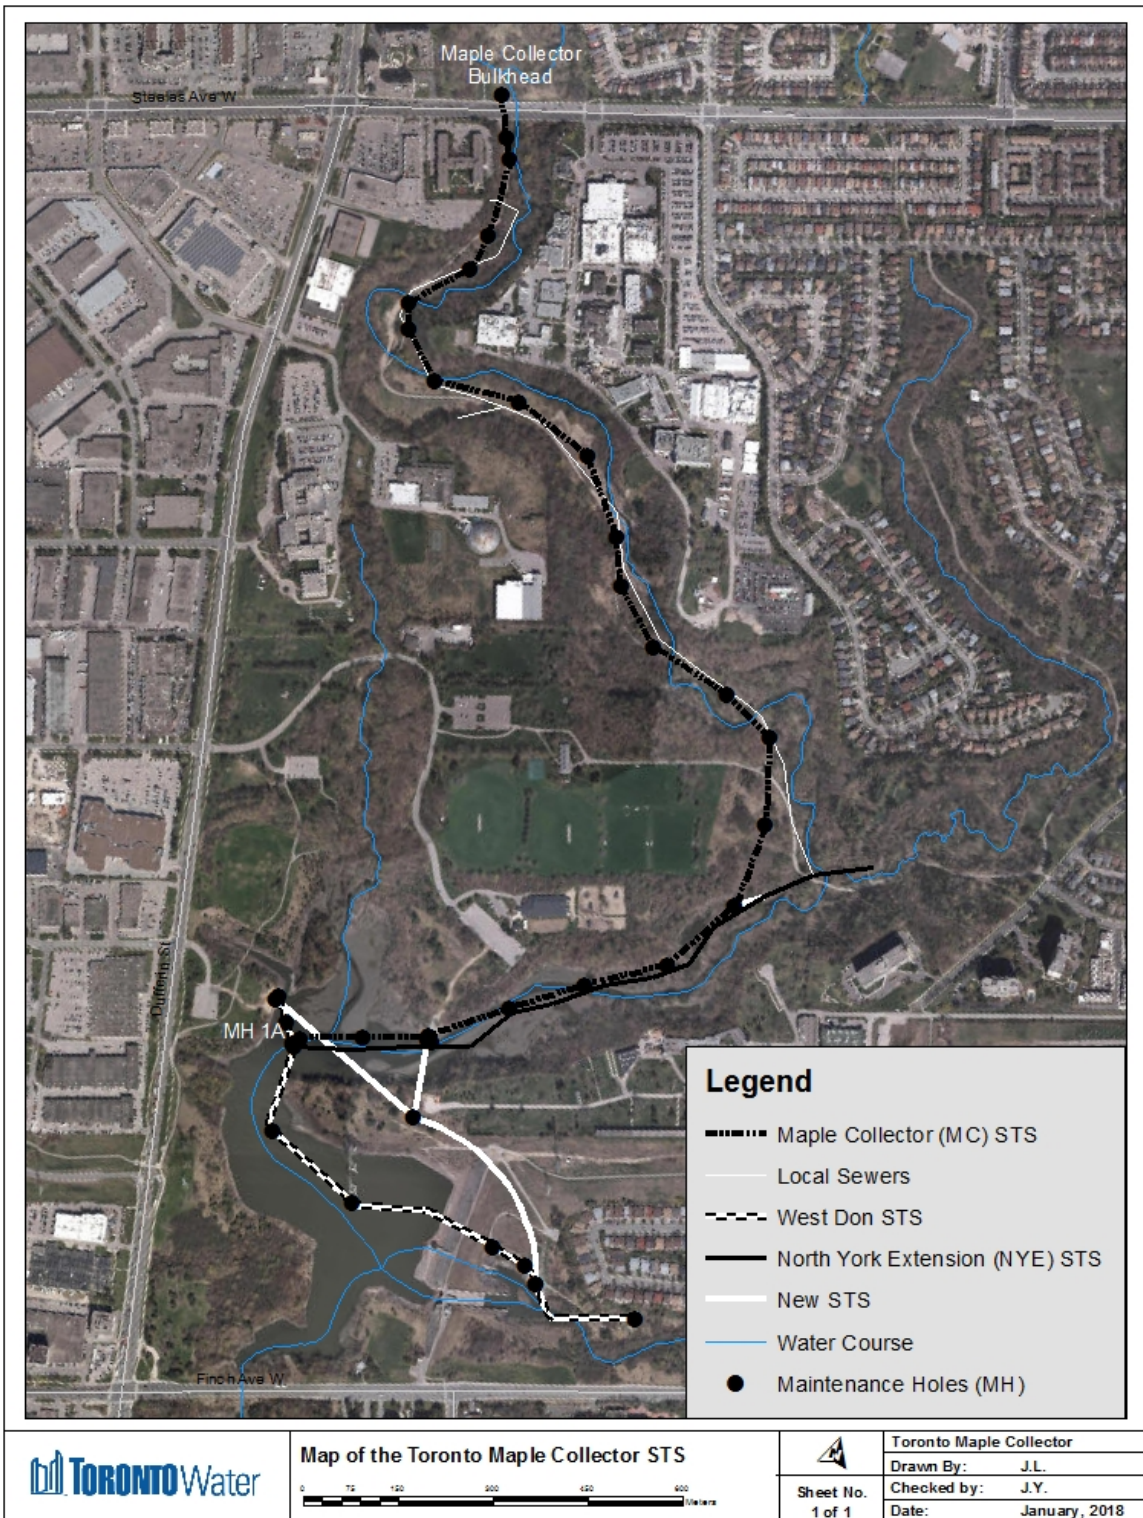 Maple Collector
Bulkhead
Steeles Ave W
Dufferin St
MH 1A
Finch Ave W
Legend
Maple Collector (MC) STS
Local Sewers
West Don STS
North York Extension (NYE) STS
New STS
Water Course
Maintenance Holes (MH)
TORONTO Water
Map of the Toronto Maple Collector STS
0 75 150 300 450 600
Meters
N
Sheet No.
1 of 1
Toronto Maple Collector
Drawn By: J.L.
Checked by: J.Y.
Date: January, 2018